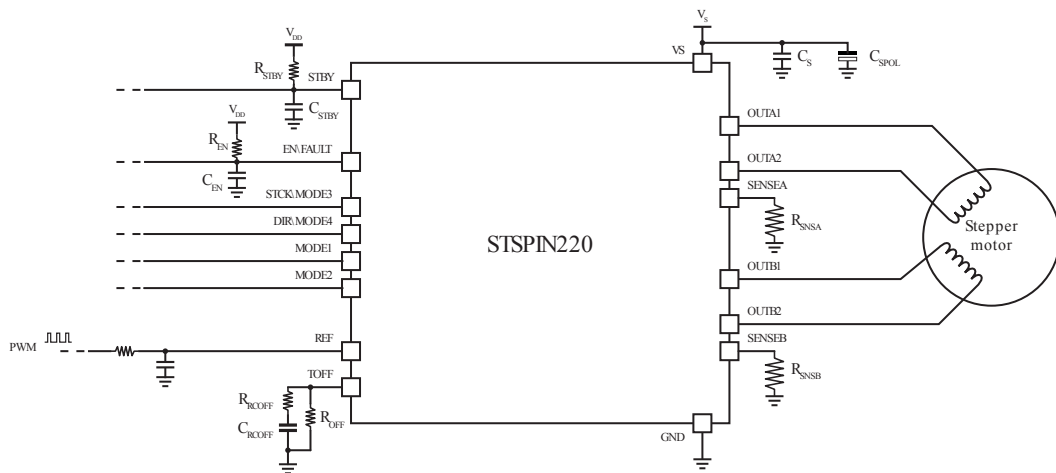 VS
VS
CS
CSPOL
VDD
RSTBY
STBY
CSTBY
VDD
REN
EN\FAULT
CEN
STCK\MODE3
DIR\MODE4
MODE1
MODE2
PWM
REF
TOFF
RRCOFF
CRCOFF
ROFF
STSPIN220
OUTA1
OUTA2
SENSEA
RSNSA
Stepper
motor
OUTB1
OUTB2
SENSEB
RSNSB
GND